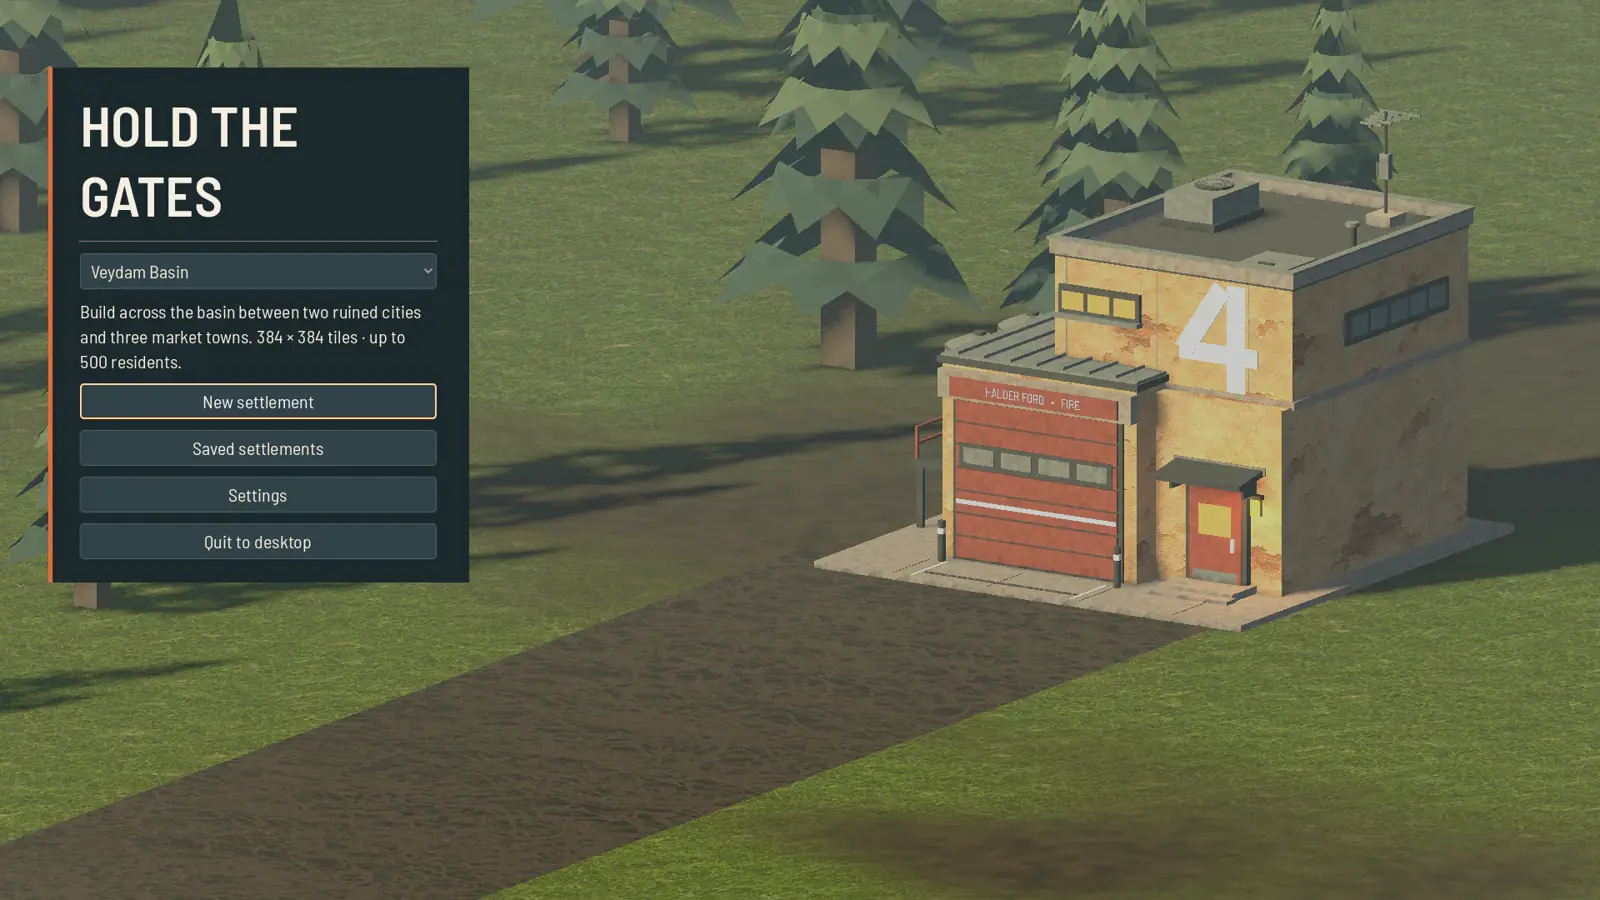 HOLD THE
GATES
Veydam Basin
Build across the basin between two ruined cities
and three market towns. 384 × 384 tiles · up to
500 residents.
New settlement
Saved settlements
Settings
Quit to desktop
4
HALDER FORD • FIRE